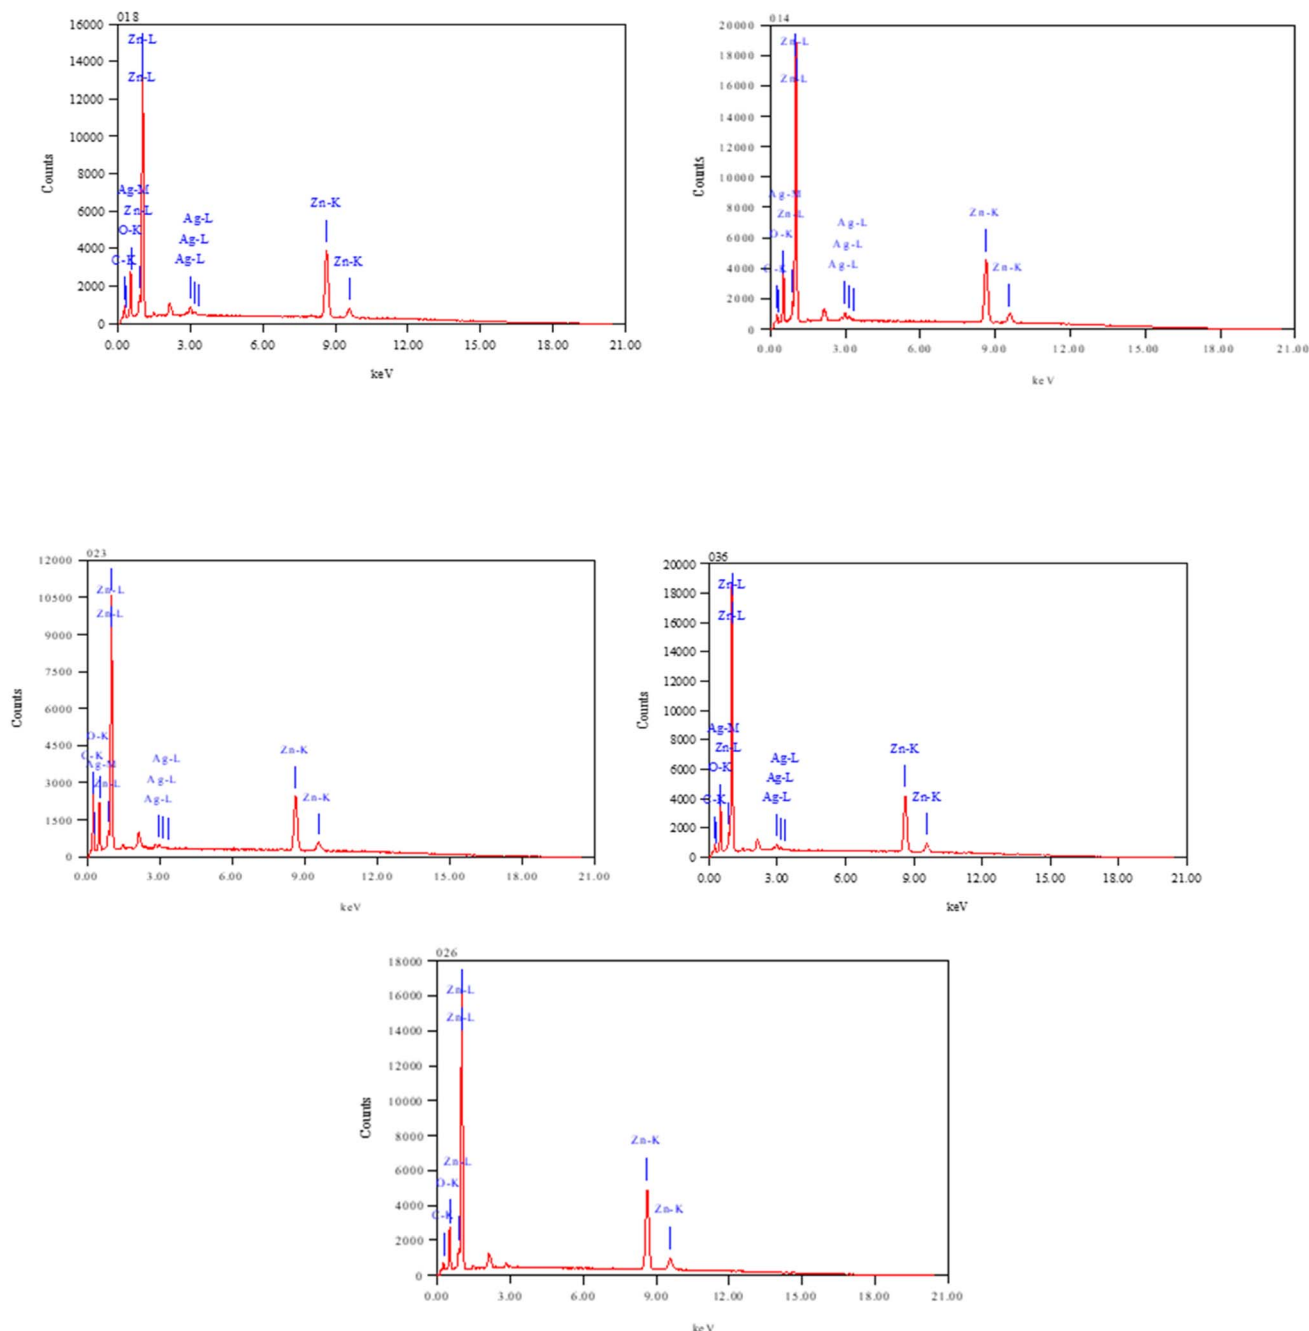 018
16000
14000
12000
10000
8000
6000
4000
2000
0
Counts
Zn-L
Zn-L
Ag-M
Zn-L
O-K
C-K
Ag-L
Ag-L
Ag-L
Zn-K
Zn-K
0.00 3.00 6.00 9.00 12.00 15.00 18.00 21.00
keV
014
20000
18000
16000
14000
12000
10000
8000
6000
4000
2000
0
Counts
Zn-L
Zn-L
Ag-M
Zn-L
O-K
C-K
Ag-L
Ag-L
Ag-L
Zn-K
Zn-K
0.00 3.00 6.00 9.00 12.00 15.00 18.00 21.00
keV
023
12000
10500
9000
7500
6000
4500
3000
1500
0
Counts
Zn-L
Zn-L
O-K
C-K
Ag-M
Zn-L
Ag-L
Ag-L
Ag-L
Zn-K
Zn-K
0.00 3.00 6.00 9.00 12.00 15.00 18.00 21.00
keV
036
20000
18000
16000
14000
12000
10000
8000
6000
4000
2000
0
Counts
Zn-L
Zn-L
Ag-M
Zn-L
O-K
C-K
Ag-L
Ag-L
Ag-L
Zn-K
Zn-K
0.00 3.00 6.00 9.00 12.00 15.00 18.00 21.00
keV
026
18000
16000
14000
12000
10000
8000
6000
4000
2000
0
Counts
Zn-L
Zn-L
Zn-L
O-K
C-K
Zn-K
Zn-K
0.00 3.00 6.00 9.00 12.00 15.00 18.00 21.00
keV